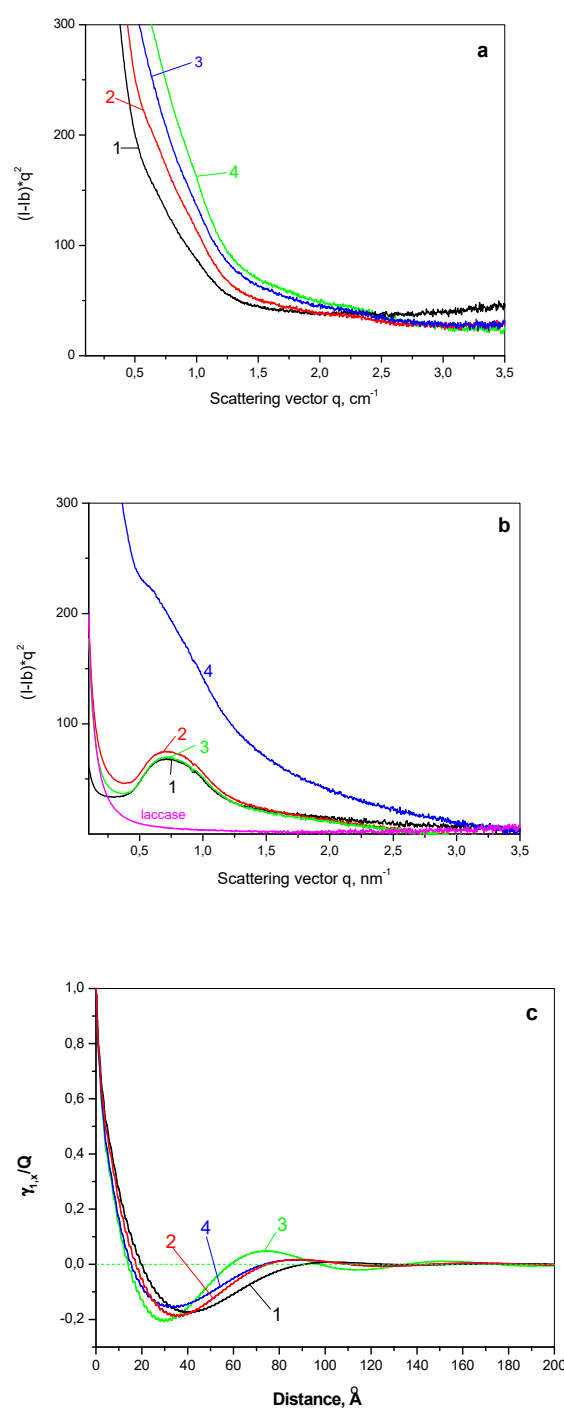 300
a
3
200
2
(I-Ib)*q²
1
4
100
0
0,5 1,0 1,5 2,0 2,5 3,0 3,5
Scattering vector q, cm⁻¹
300
b
200
(I-Ib)*q²
4
100
2
3
1
laccase
0,5 1,0 1,5 2,0 2,5 3,0 3,5
Scattering vector q, nm⁻¹
1,0
c
0,8
0,6
0,4
γ₁,ₓ/Q
0,2
2 4 3
0,0
1
-0,2
0 20 40 60 80 100 120 140 160 180 200
Distance, Å